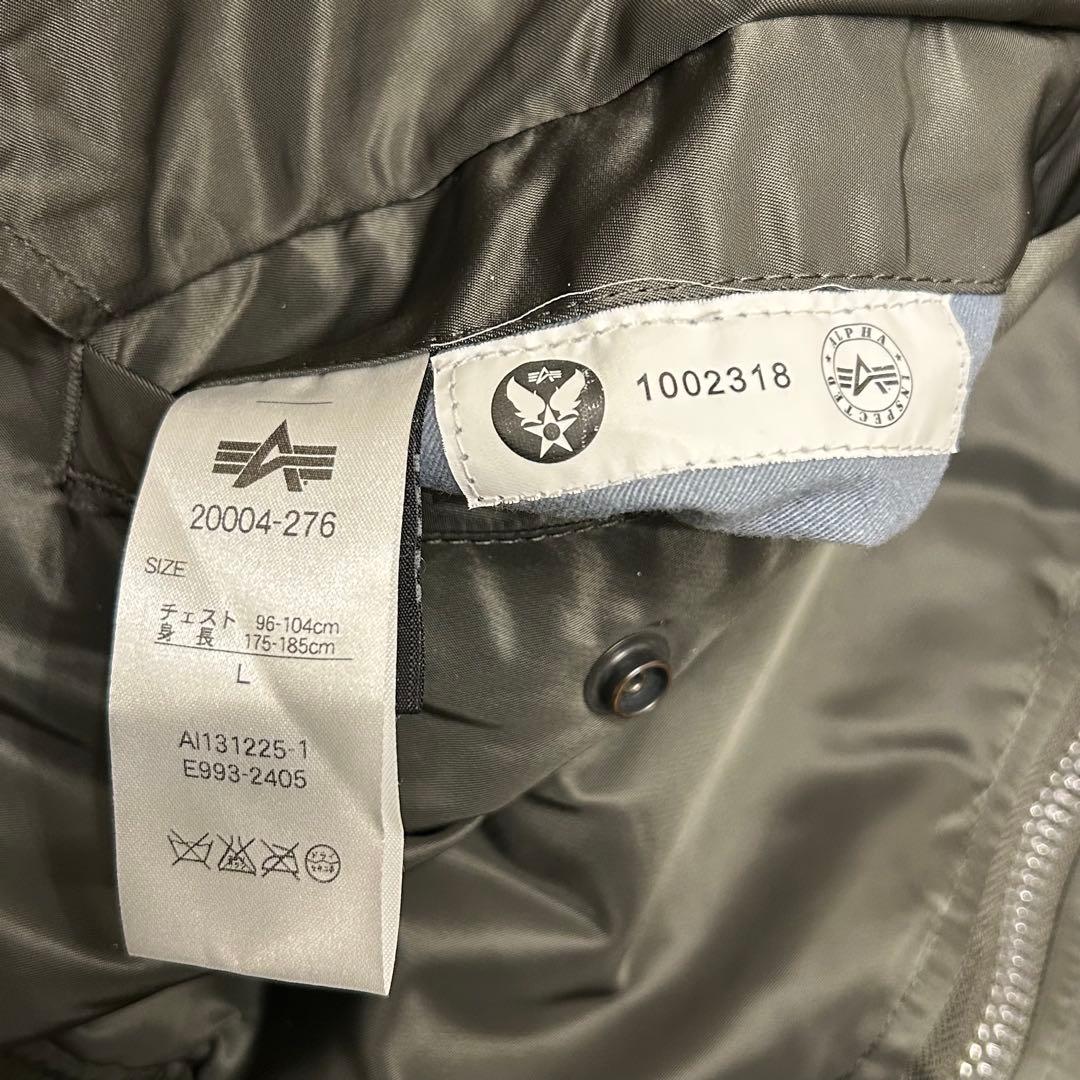 20004-276
SIZE
チェスト 96-104cm
身 長 175-185cm
L
AI131225-1
E993-2405
1002318
ALPHA INSPECTED